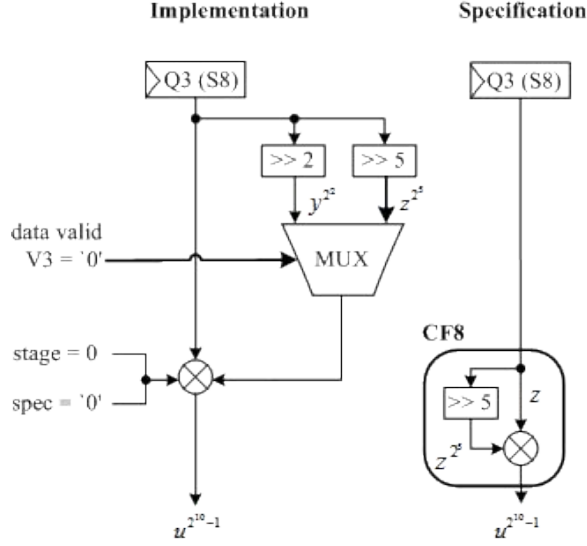 Implementation
Specification
Q3 (S8)
Q3 (S8)
>> 2
>> 5
y^{2^2}
z^{2^5}
data valid
V3 = `0'
MUX
CF8
stage = 0
spec = `0'
>> 5
z
z^{2^5}
u^{2^{10}-1}
u^{2^{10}-1}